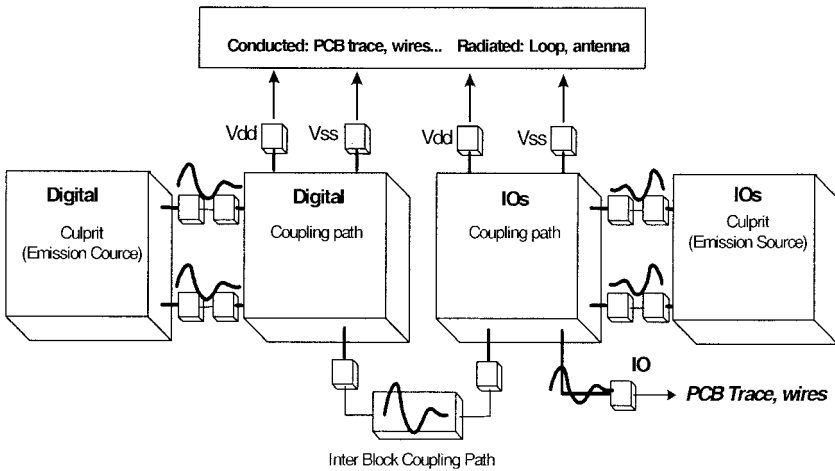 Conducted: PCB trace, wires... Radiated: Loop, antenna
Vdd Vss Vdd Vss
Digital Digital IOs IOs
Culprit
(Emission Cource)
Coupling path
Coupling path
Culprit
(Emission Source)
IO
PCB Trace, wires
Inter Block Coupling Path